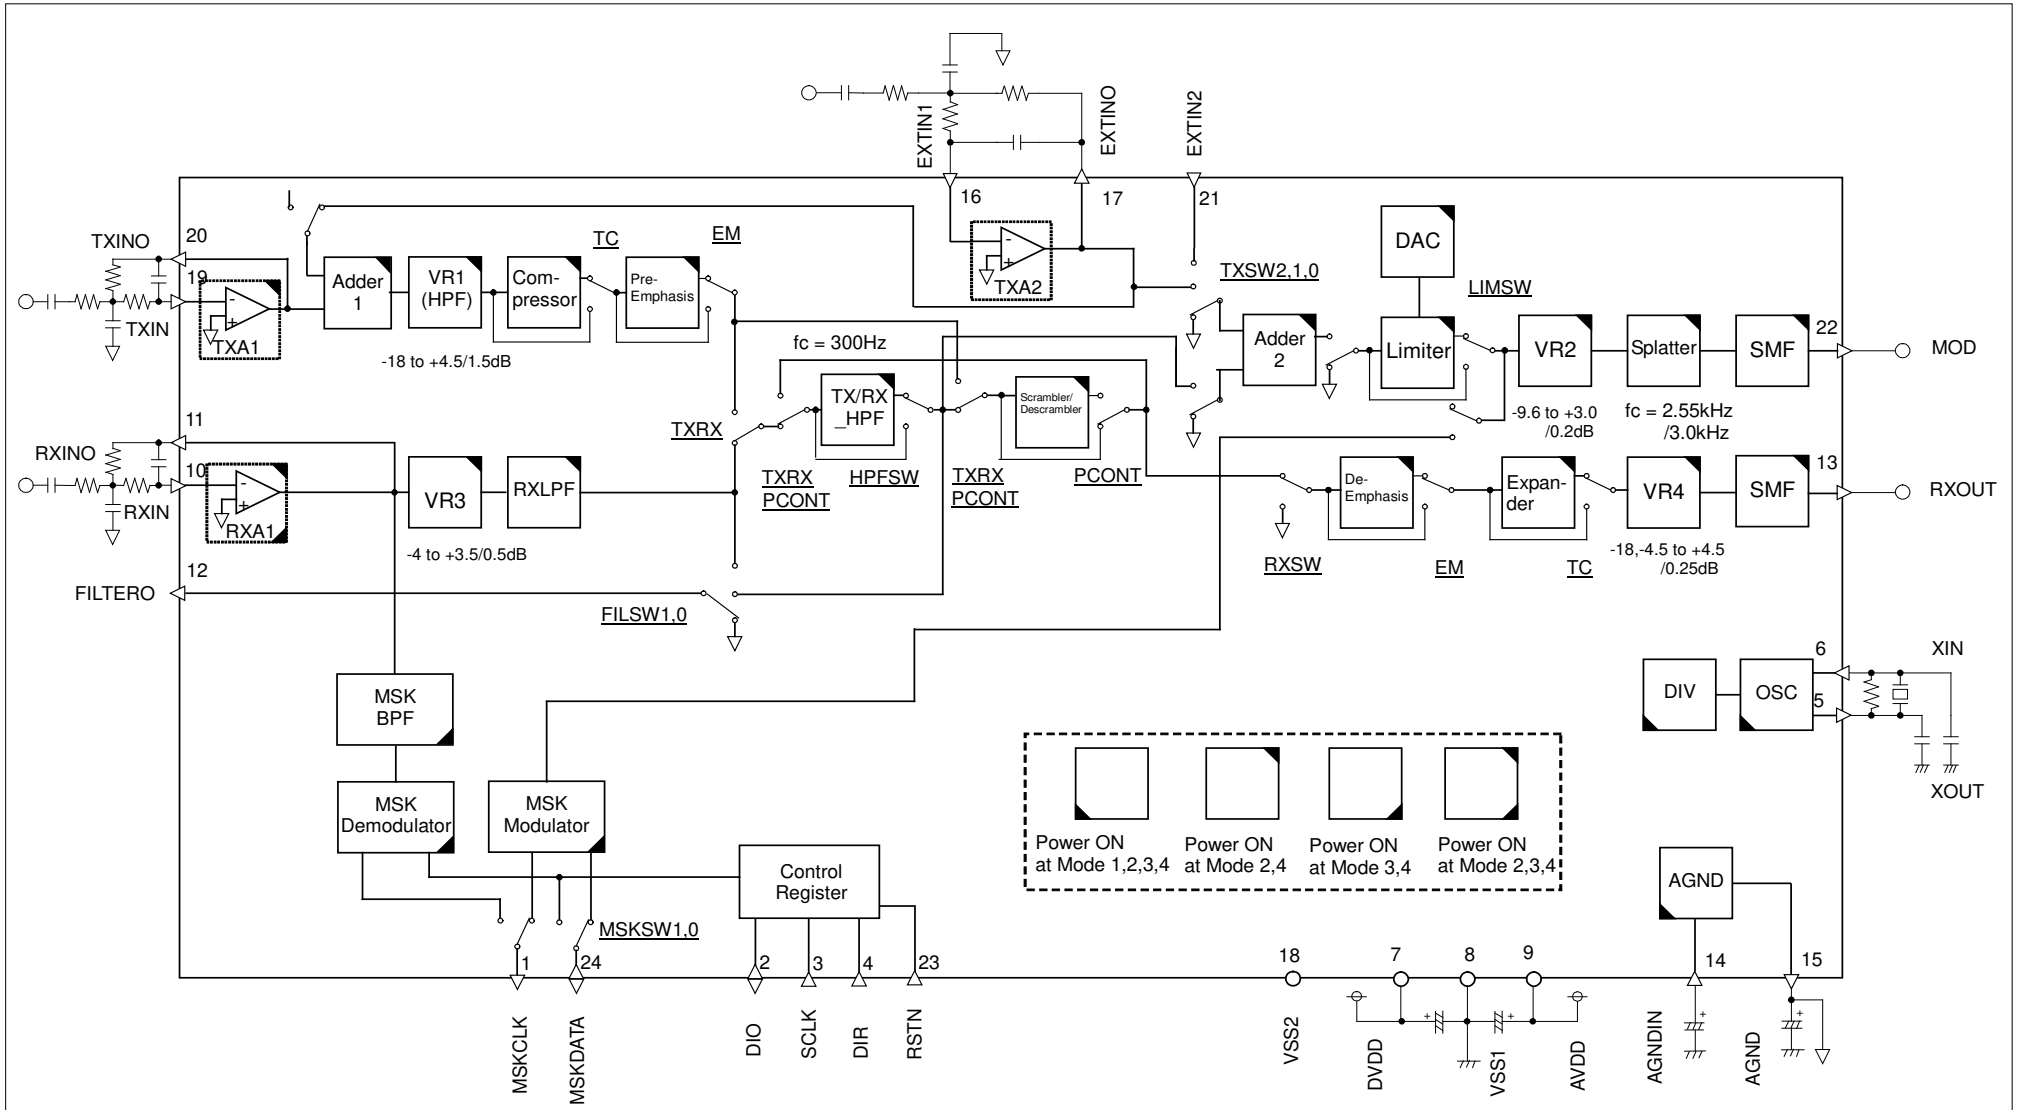 EXTIN1
EXTINO
EXTIN2
16
17
21
TXINO
20
19
TXIN
-
+
TXA1
Adder
1
VR1
(HPF)
-18 to +4.5/1.5dB
Com-
pressor
TC
Pre-
Emphasis
EM
-
+
TXA2
TXSW2,1,0
DAC
LIMSW
Adder
2
Limiter
VR2
-9.6 to +3.0
/0.2dB
Splatter
fc = 2.55kHz
/3.0kHz
SMF
22
MOD
fc = 300Hz
TX/RX
_HPF
Scrambler/
Descrambler
TXRX
TXRX
PCONT
HPFSW
TXRX
PCONT
PCONT
11
RXINO
10
RXIN
-
+
RXA1
VR3
RXLPF
-4 to +3.5/0.5dB
De-
Emphasis
Expan-
der
VR4
SMF
13
RXOUT
-18,-4.5 to +4.5
/0.25dB
RXSW
EM
TC
12
FILTERO
FILSW1,0
MSK
BPF
MSK
Demodulator
MSK
Modulator
Control
Register
MSKSW1,0
DIV
OSC
6
XIN
5
XOUT
Power ON
at Mode 1,2,3,4
Power ON
at Mode 2,4
Power ON
at Mode 3,4
Power ON
at Mode 2,3,4
AGND
1
24
2
3
4
23
18
7
8
9
14
15
MSKCLK
MSKDATA
DIO
SCLK
DIR
RSTN
VSS2
DVDD
+
VSS1
+
AVDD
AGNDIN
+
AGND
+